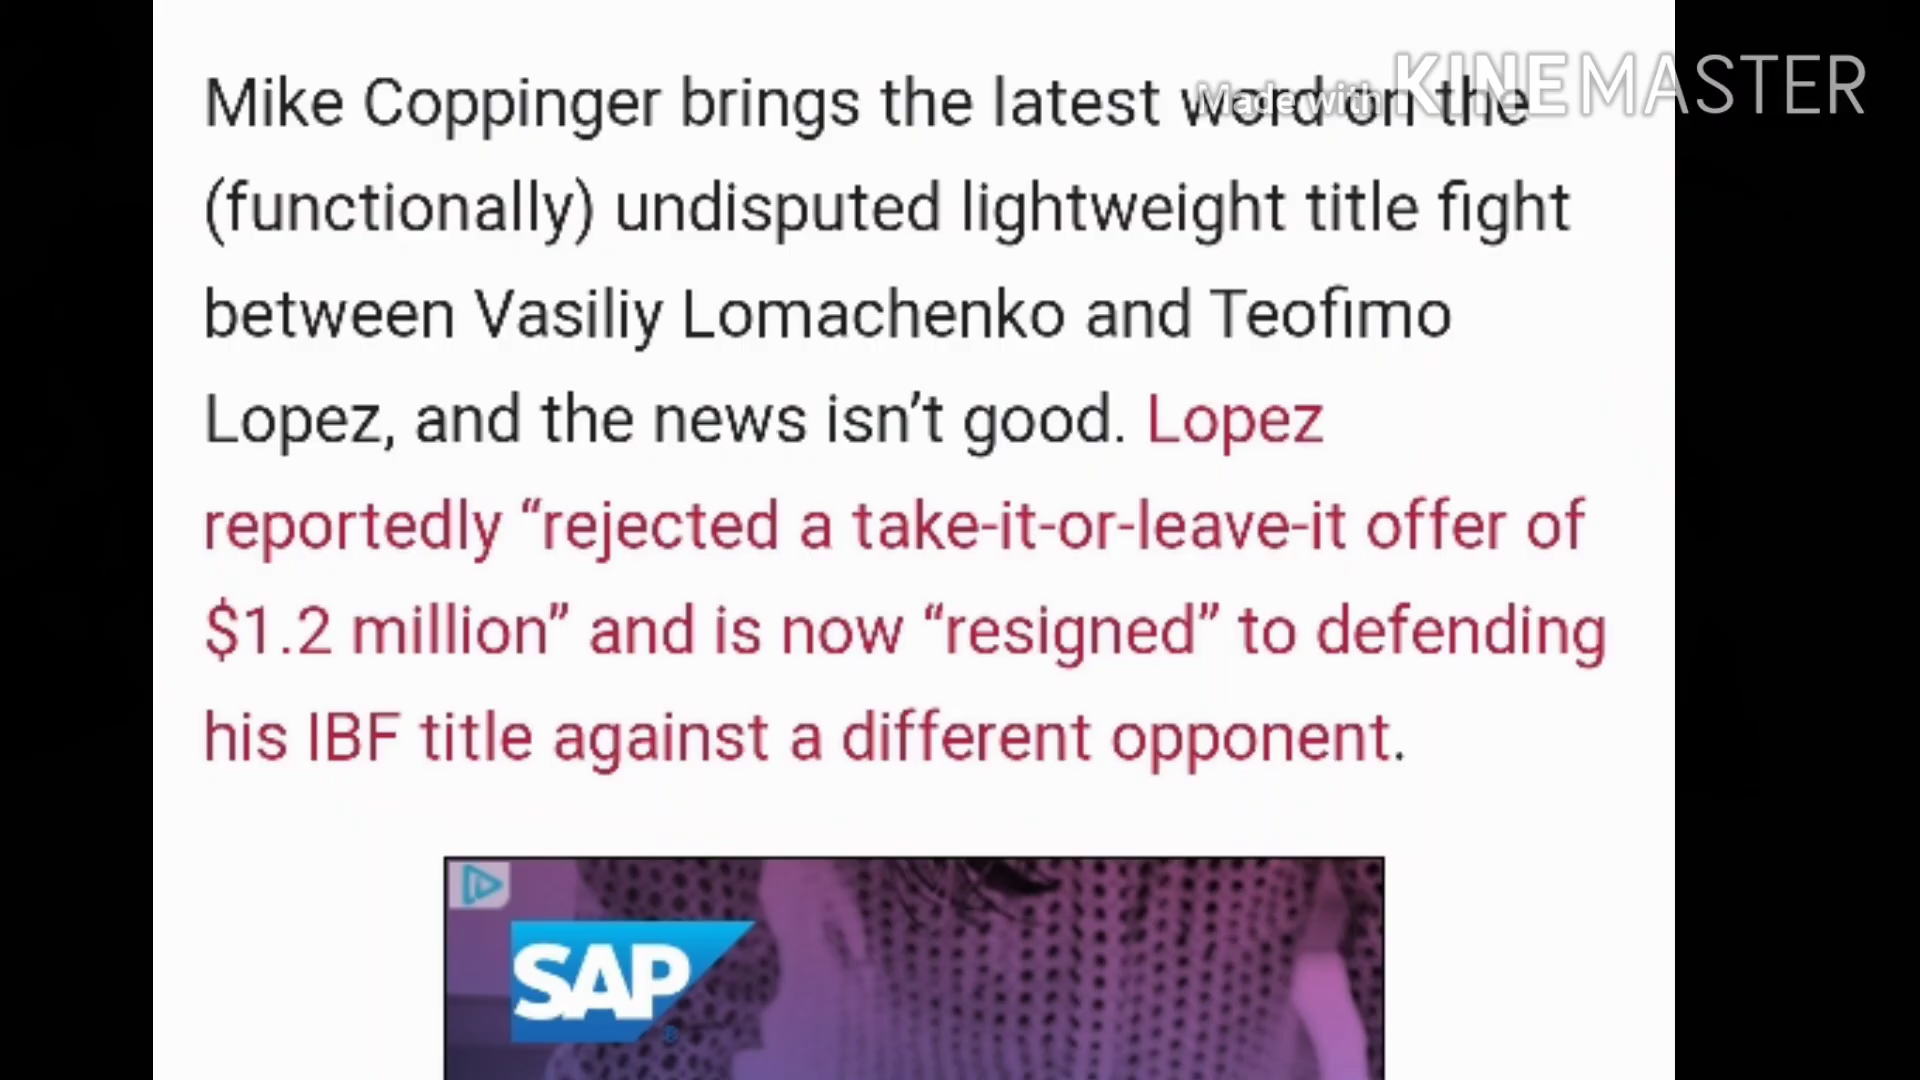 Mike Coppinger brings the latest word on the
(functionally) undisputed lightweight title fight
between Vasiliy Lomachenko and Teofimo
Lopez, and the news isn’t good. Lopez
reportedly “rejected a take-it-or-leave-it offer of
$1.2 million” and is now “resigned” to defending
his IBF title against a different opponent.
Made with KINEMASTER
SAP